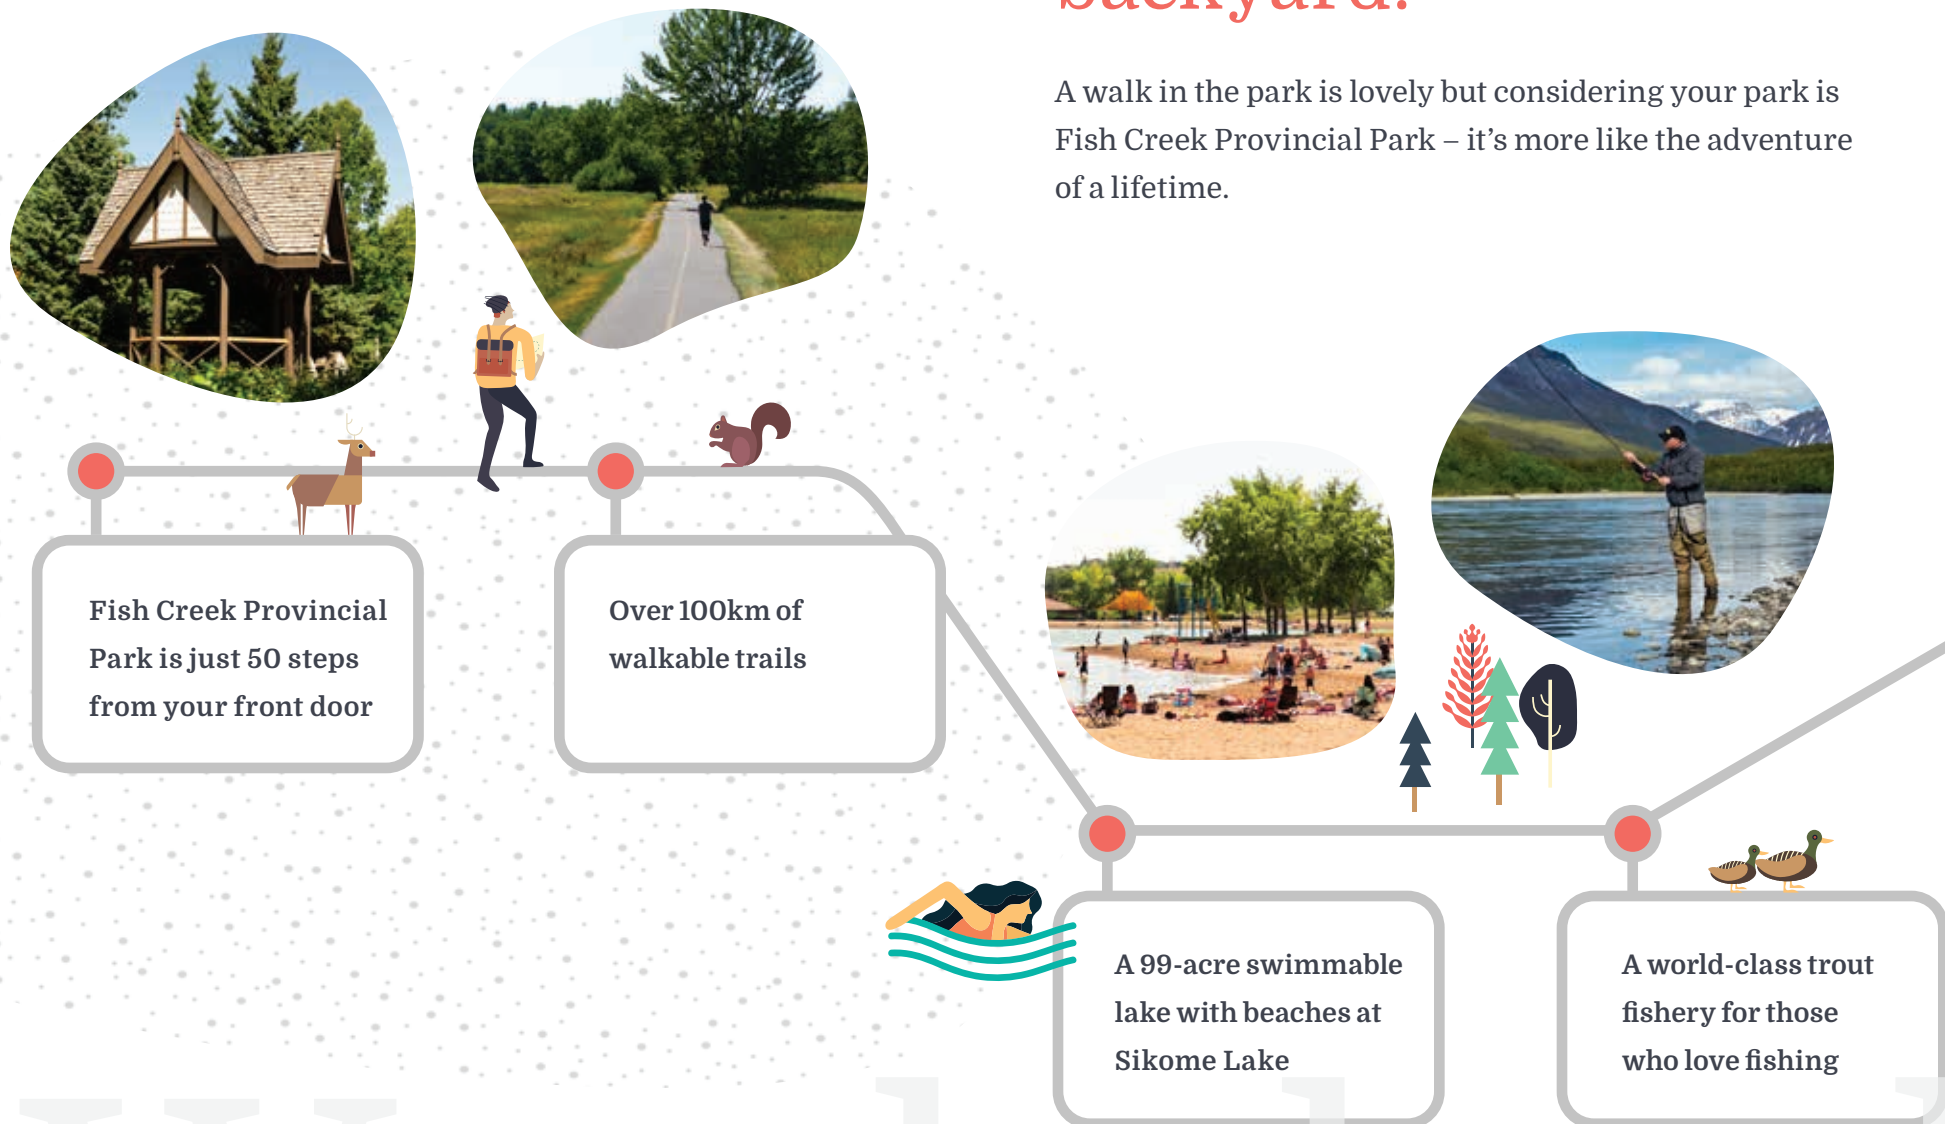 backyard.
A walk in the park is lovely but considering your park is
Fish Creek Provincial Park – it’s more like the adventure
of a lifetime.
Fish Creek Provincial
Park is just 50 steps
from your front door
Over 100km of
walkable trails
A 99-acre swimmable
lake with beaches at
Sikome Lake
A world-class trout
fishery for those
who love fishing